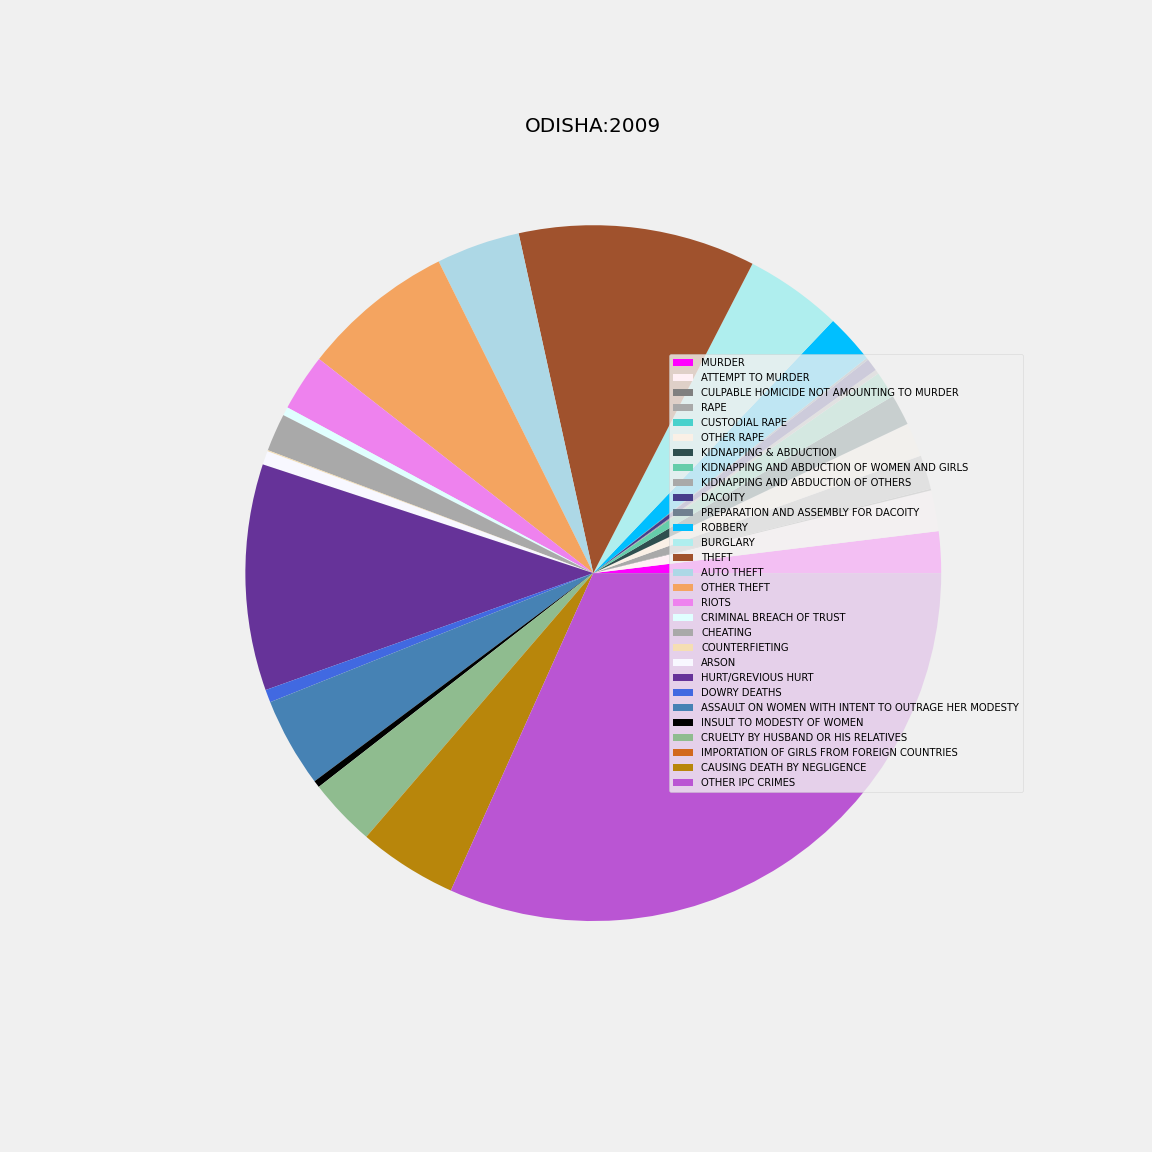 ODISHA:2009
MURDER
ATTEMPT TO MURDER
CULPABLE HOMICIDE NOT AMOUNTING TO MURDER
RAPE
CUSTODIAL RAPE
OTHER RAPE
KIDNAPPING & ABDUCTION
KIDNAPPING AND ABDUCTION OF WOMEN AND GIRLS
KIDNAPPING AND ABDUCTION OF OTHERS
DACOITY
PREPARATION AND ASSEMBLY FOR DACOITY
ROBBERY
BURGLARY
THEFT
AUTO THEFT
OTHER THEFT
RIOTS
CRIMINAL BREACH OF TRUST
CHEATING
COUNTERFIETING
ARSON
HURT/GREVIOUS HURT
DOWRY DEATHS
ASSAULT ON WOMEN WITH INTENT TO OUTRAGE HER MODESTY
INSULT TO MODESTY OF WOMEN
CRUELTY BY HUSBAND OR HIS RELATIVES
IMPORTATION OF GIRLS FROM FOREIGN COUNTRIES
CAUSING DEATH BY NEGLIGENCE
OTHER IPC CRIMES